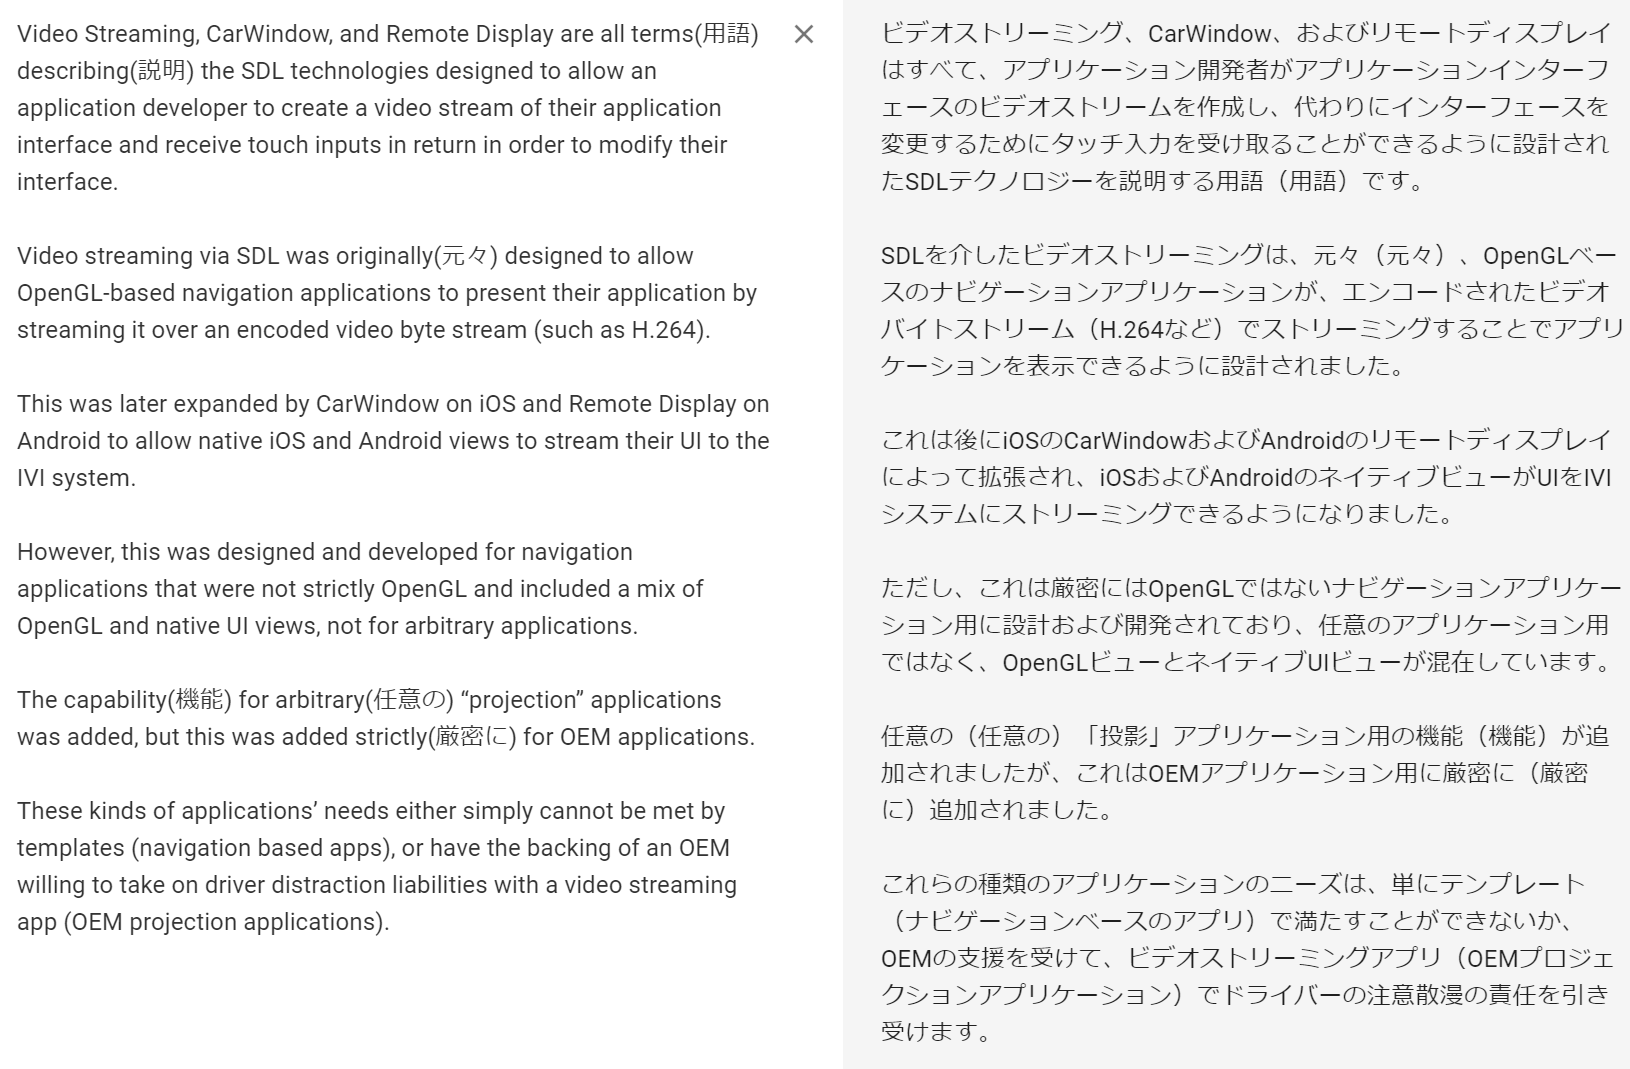 Video Streaming, CarWindow, and Remote Display are all terms(用語)
describing(説明) the SDL technologies designed to allow an
application developer to create a video stream of their application
interface and receive touch inputs in return in order to modify their
interface.
Video streaming via SDL was originally(元々) designed to allow
OpenGL-based navigation applications to present their application by
streaming it over an encoded video byte stream (such as H.264).
This was later expanded by CarWindow on iOS and Remote Display on
Android to allow native iOS and Android views to stream their UI to the
IVI system.
However, this was designed and developed for navigation
applications that were not strictly OpenGL and included a mix of
OpenGL and native UI views, not for arbitrary applications.
The capability(機能) for arbitrary(任意の) “projection” applications
was added, but this was added strictly(厳密に) for OEM applications.
These kinds of applications’ needs either simply cannot be met by
templates (navigation based apps), or have the backing of an OEM
willing to take on driver distraction liabilities with a video streaming
app (OEM projection applications).
ビデオストリーミング、CarWindow、およびリモートディスプレイ
はすべて、アプリケーション開発者がアプリケーションインターフ
ェースのビデオストリームを作成し、代わりにインターフェースを
変更するためにタッチ入力を受け取ることができるように設計され
たSDLテクノロジーを説明する用語（用語）です。
SDLを介したビデオストリーミングは、元々（元々）、OpenGLベー
スのナビゲーションアプリケーションが、エンコードされたビデオ
バイトストリーム（H.264など）でストリーミングすることでアプリ
ケーションを表示できるように設計されました。
これは後にiOSのCarWindowおよびAndroidのリモートディスプレイ
によって拡張され、iOSおよびAndroidのネイティブビューがUIをIVI
システムにストリーミングできるようになりました。
ただし、これは厳密にはOpenGLではないナビゲーションアプリケー
ション用に設計および開発されており、任意のアプリケーション用
ではなく、OpenGLビューとネイティブUIビューが混在しています。
任意の（任意の）「投影」アプリケーション用の機能（機能）が追
加されましたが、これはOEMアプリケーション用に厳密に（厳密
に）追加されました。
これらの種類のアプリケーションのニーズは、単にテンプレート
（ナビゲーションベースのアプリ）で満たすことができないか、
OEMの支援を受けて、ビデオストリーミングアプリ（OEMプロジェ
クションアプリケーション）でドライバーの注意散漫の責任を引き
受けます。